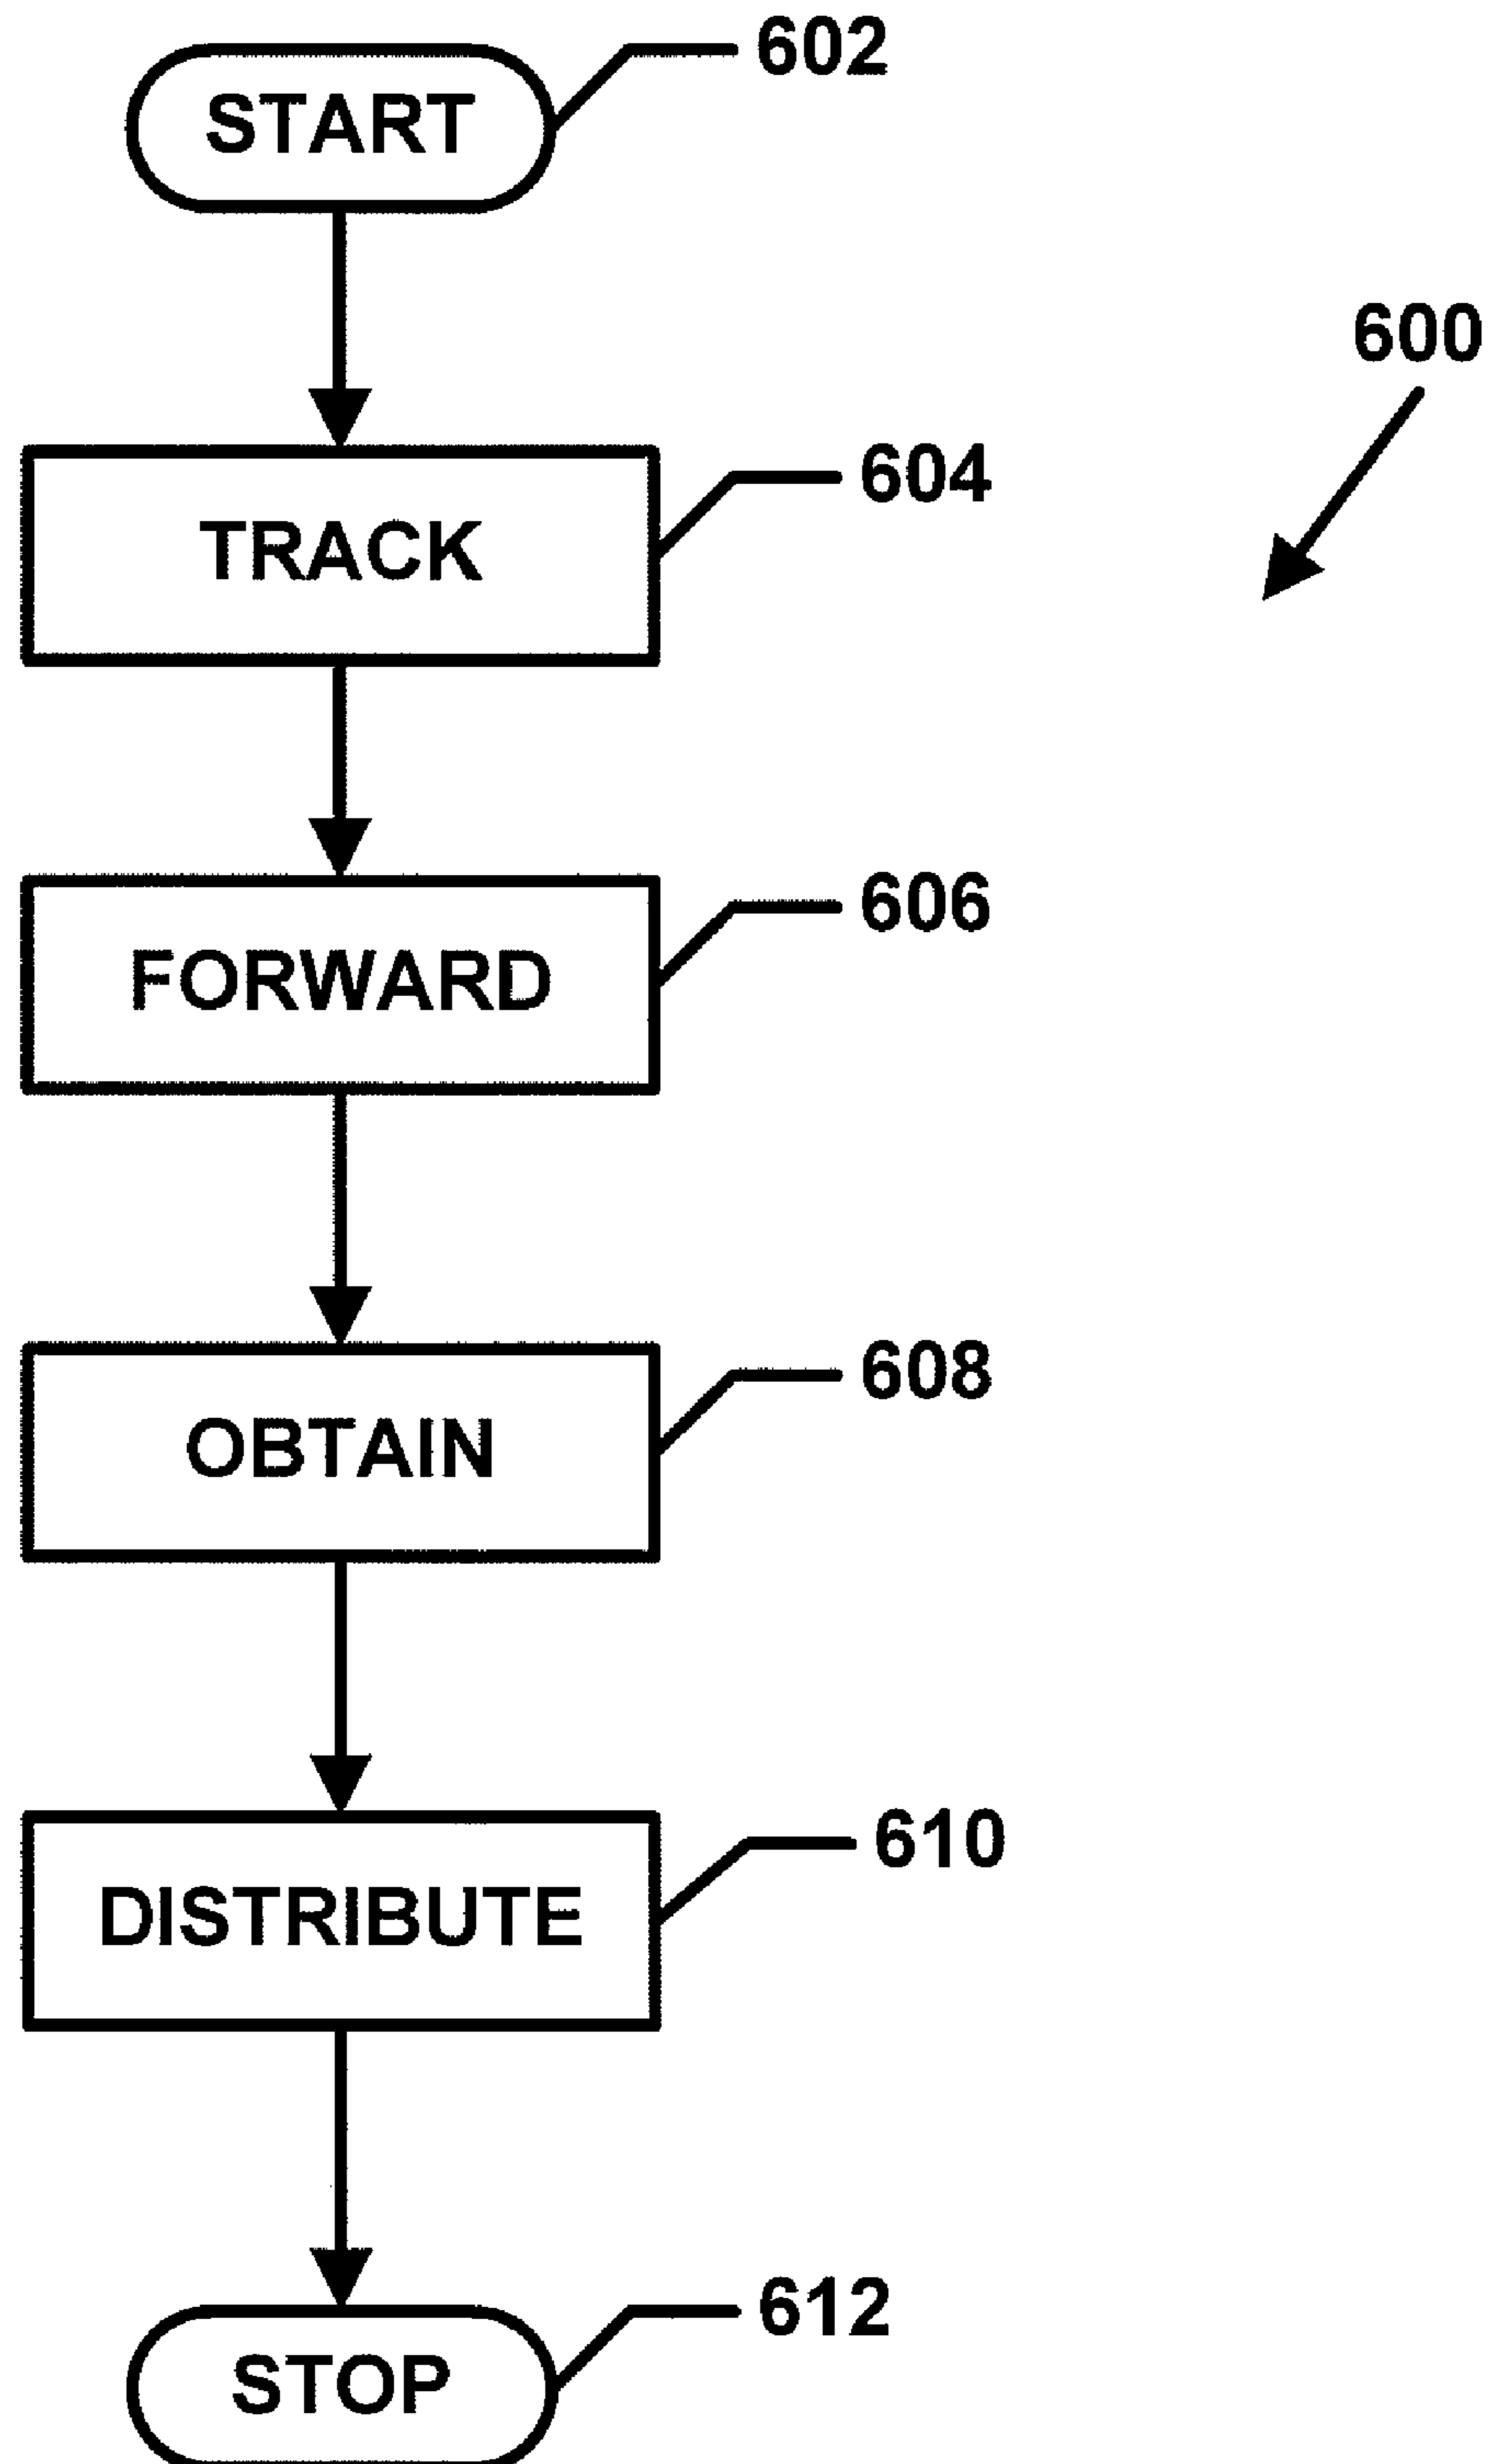 602
START
600
604
TRACK
606
FORWARD
608
OBTAIN
610
DISTRIBUTE
612
STOP